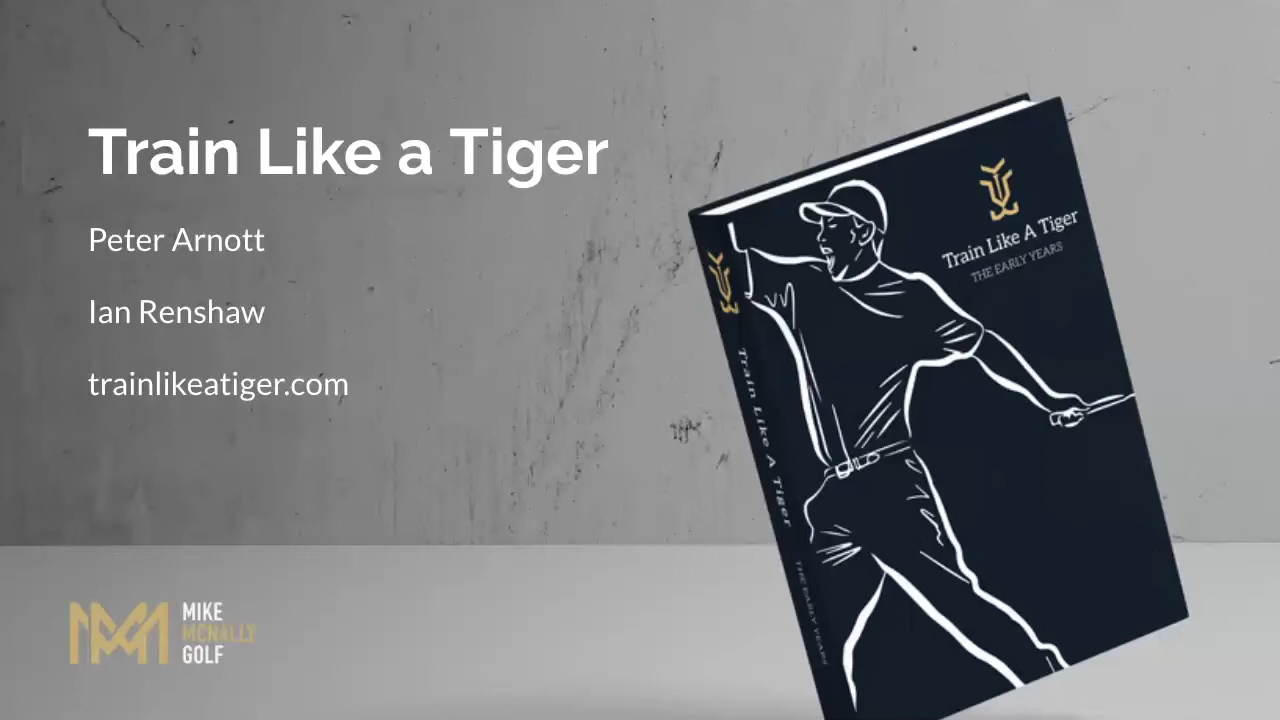 Train Like a Tiger
Peter Arnott
Ian Renshaw
trainlikeatiger.com
MIKE
MCNALLY
GOLF
Train Like A Tiger
THE EARLY YEARS
Train Like A Tiger
THE EARLY YEARS